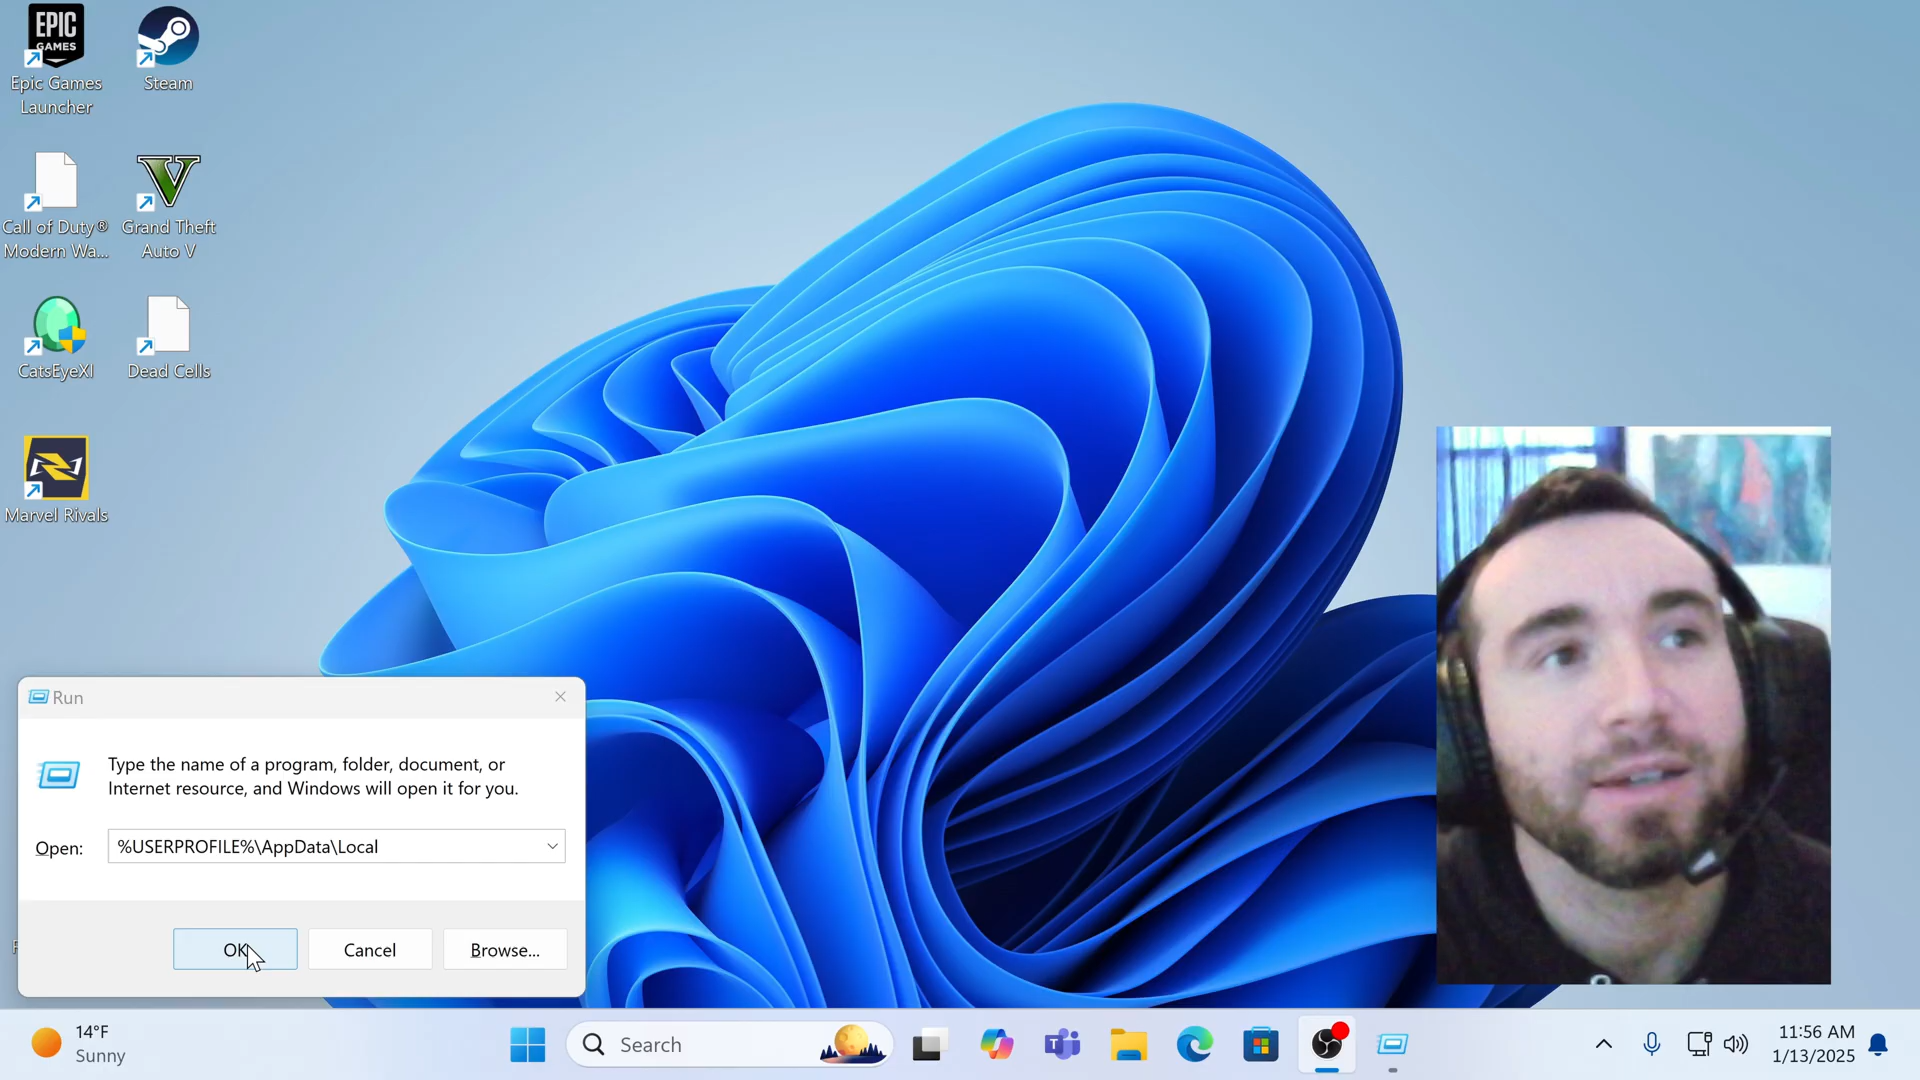 EPIC
GAMES
Epic Games
Launcher
Steam
Call of Duty®
Modern Wa...
Grand Theft
Auto V
CatsEyeXI
Dead Cells
Marvel Rivals
Run
Type the name of a program, folder, document, or
Internet resource, and Windows will open it for you.
Open:
%USERPROFILE%\AppData\Local
OK
Cancel
Browse...
14°F
Sunny
Search
11:56 AM
1/13/2025